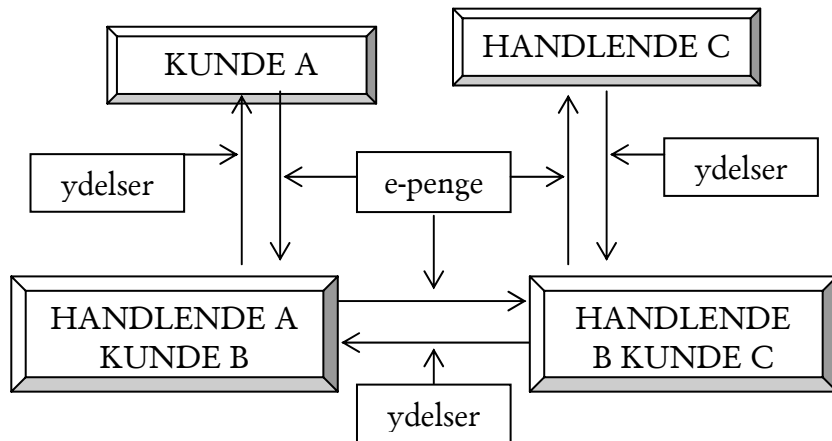 KUNDE A
HANDLENDE C
ydelser
e-penge
ydelser
HANDLENDE A
KUNDE B
HANDLENDE
B KUNDE C
ydelser